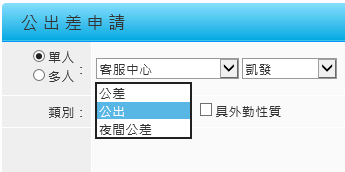 公出差申請
單人
多人
:
客服中心
凱發
公差
公出
夜間公差
類別：
具外勤性質